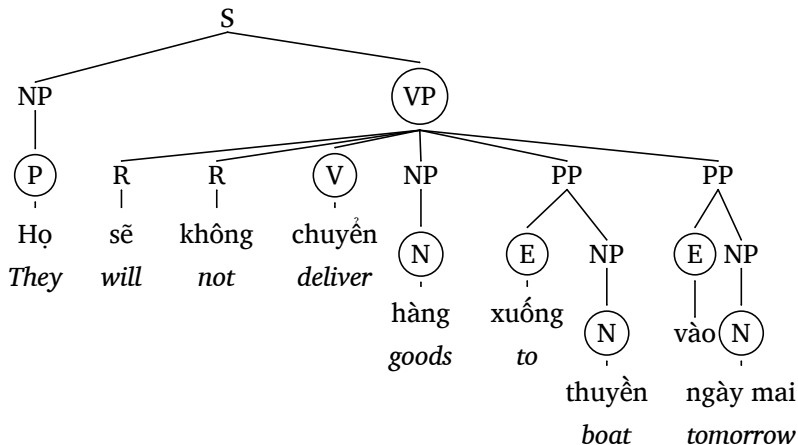 S
NP VP
P R R V NP PP PP
Họ sẽ không chuyển N E NP E NP
They will not deliver
hàng xuống N vào N
goods to
thuyền ngày mai
boat tomorrow